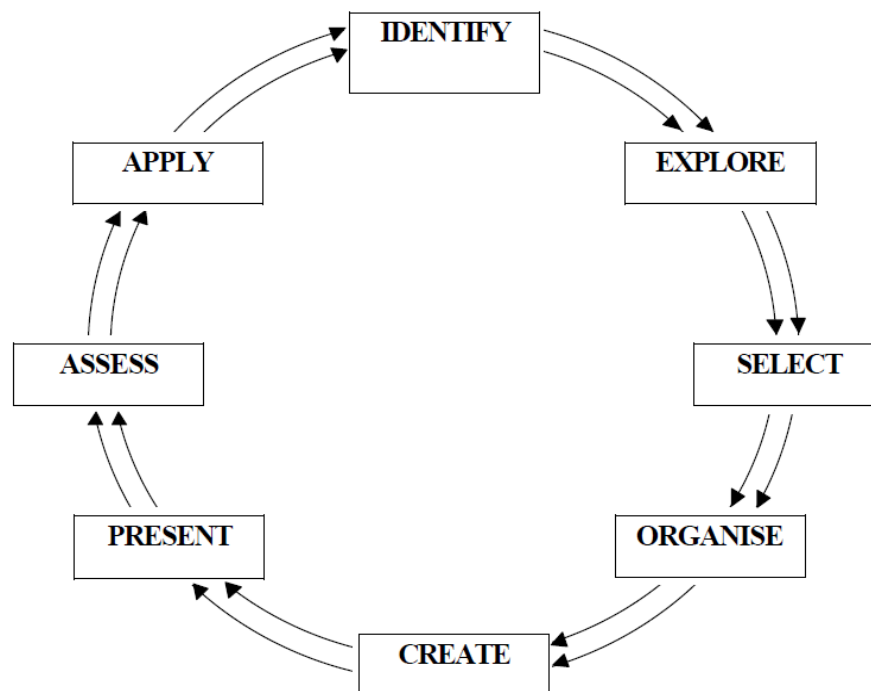 IDENTIFY
EXPLORE
SELECT
ORGANISE
CREATE
PRESENT
ASSESS
APPLY